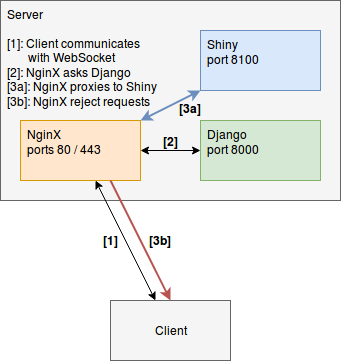 Server
[1]: Client communicates
with WebSocket
[2]: NginX asks Django
[3a]: NginX proxies to Shiny
[3b]: NginX reject requests
Shiny
port 8100
[3a]
NginX
ports 80 / 443
[2]
Django
port 8000
[1]
[3b]
Client